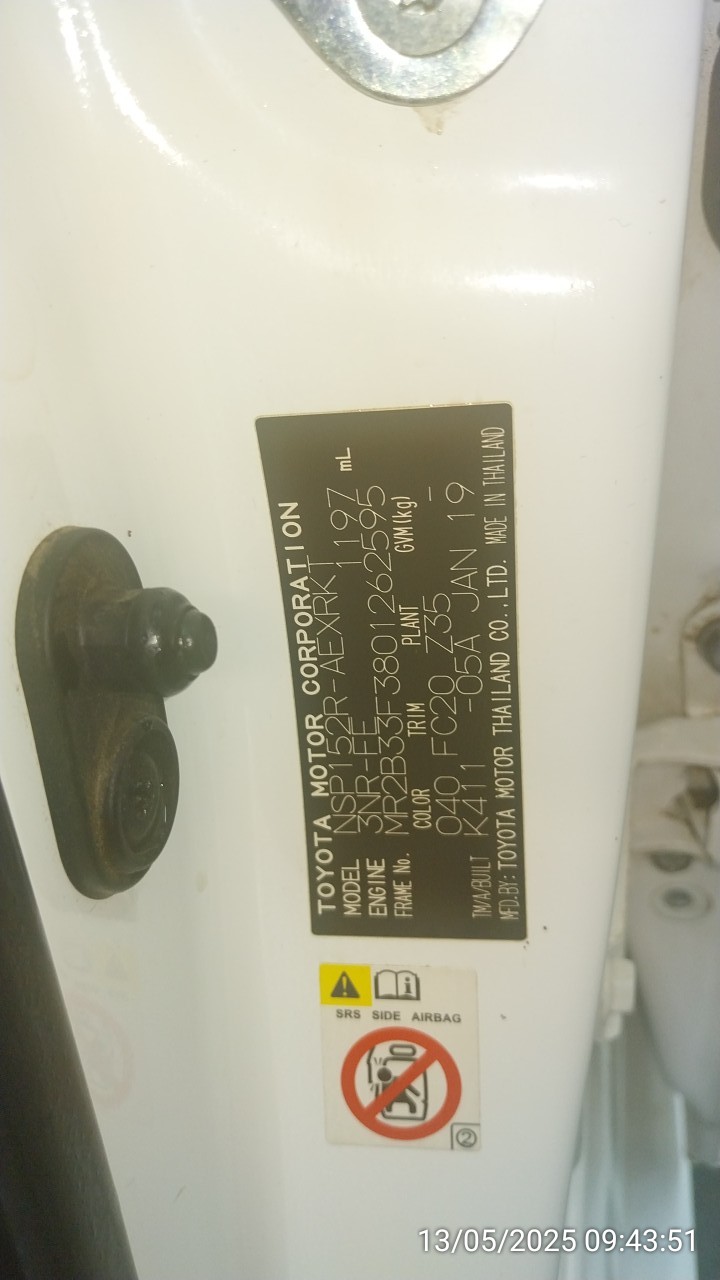 TOYOTA MOTOR CORPORATION
MODEL NSP152R-AEXRKT 1197 mL
ENGINE 3NR-FE
FRAME No. MR2B33F3801262595
COLOR TRIM PLANT GVM(kg)
040 FC20 Z35 -
TM/A/BUILT K411 -05A JAN 19
MFD.BY: TOYOTA MOTOR THAILAND CO.,LTD. MADE IN THAILAND
SRS SIDE AIRBAG
2
13/05/2025 09:43:51